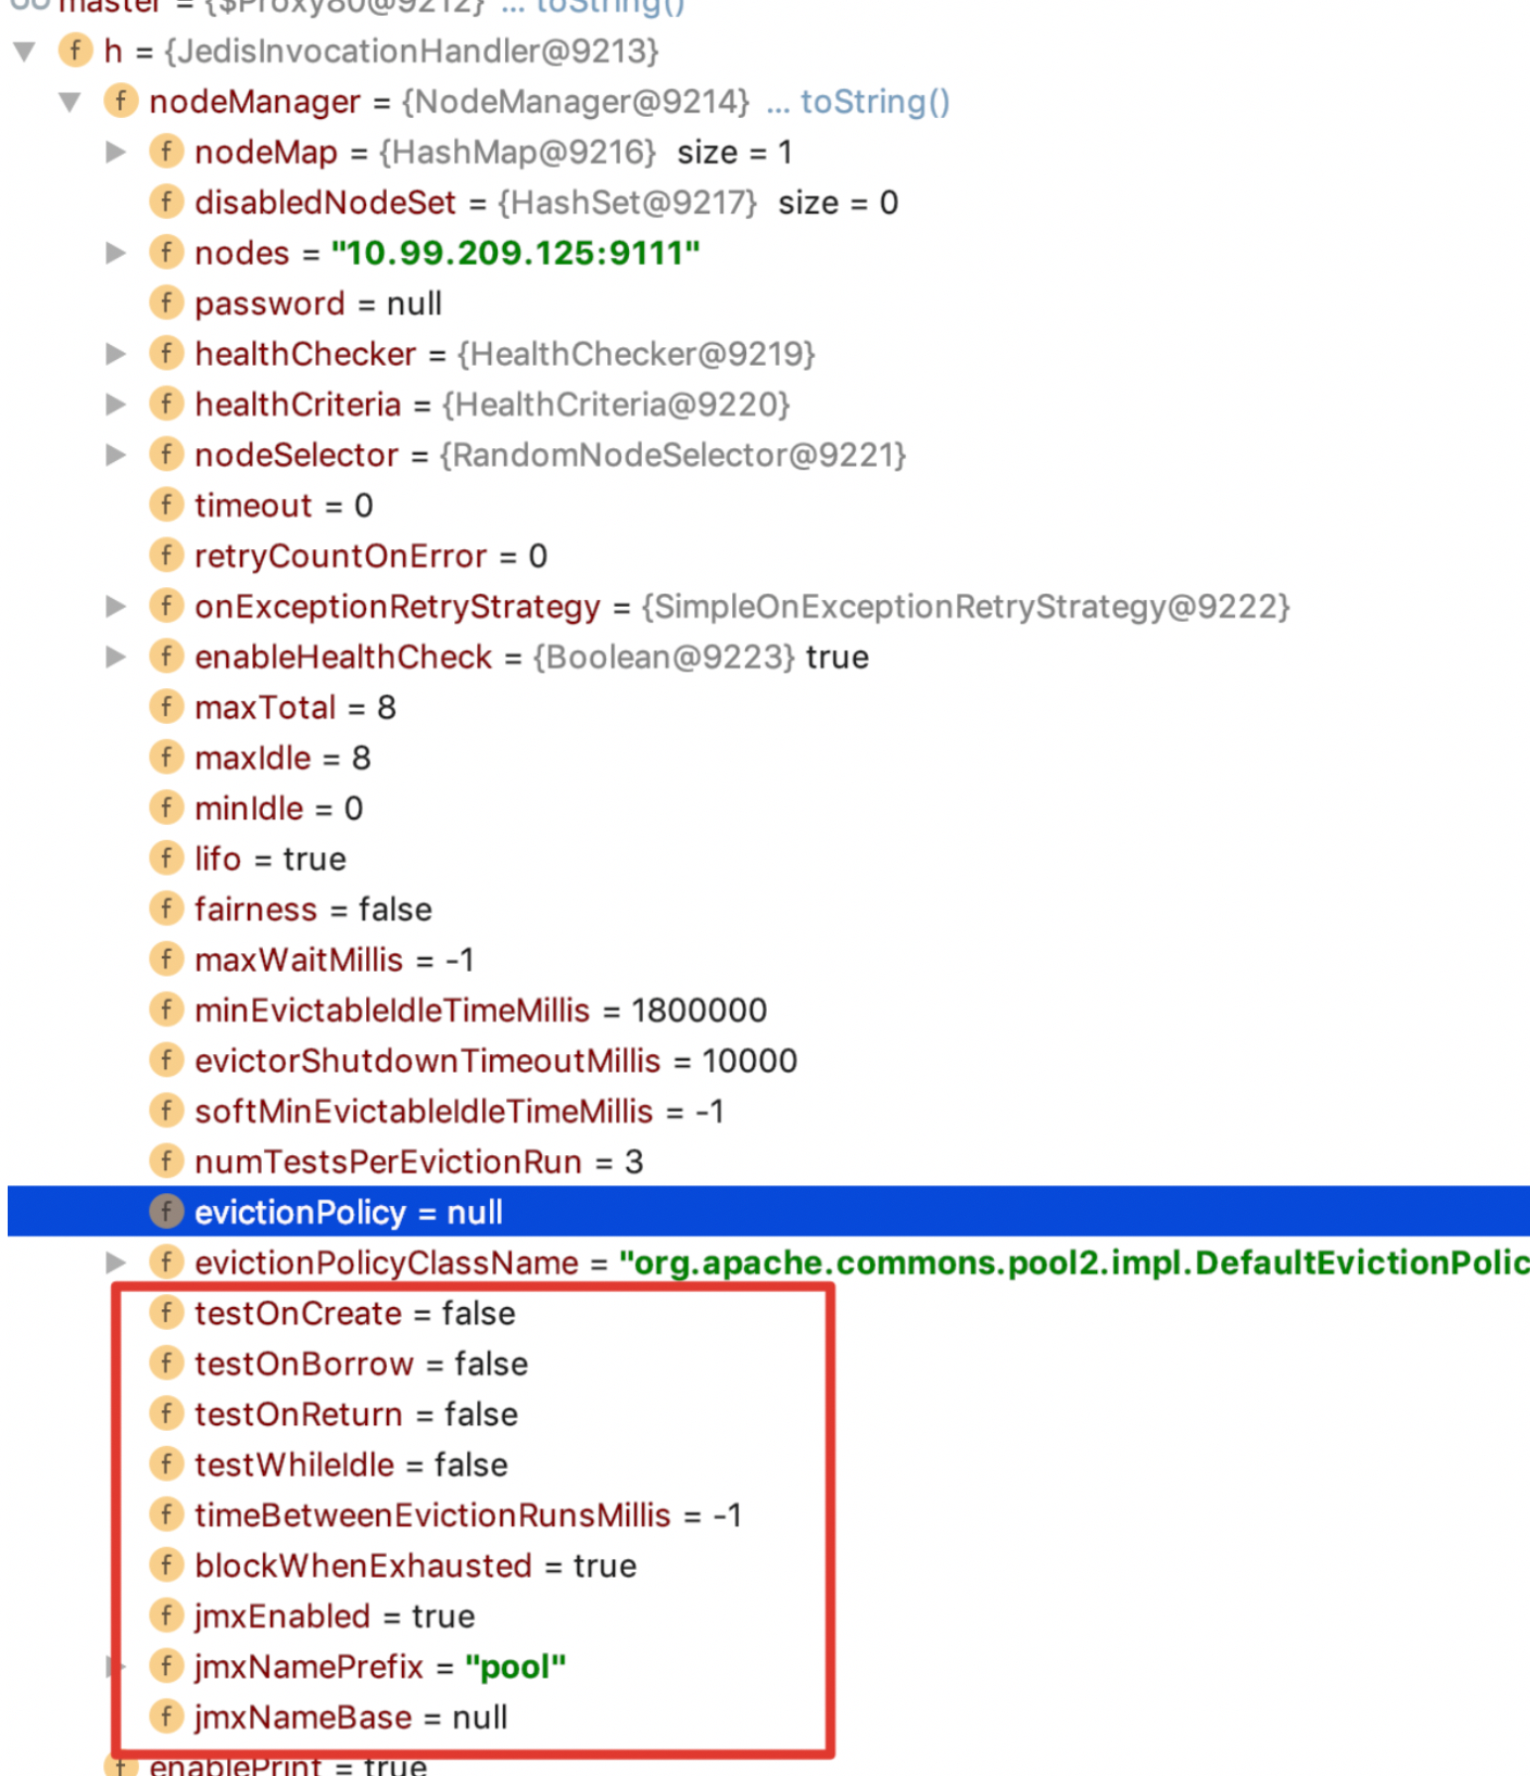 master = {$Proxy80@9212} ... toString()
f h = {JedisInvocationHandler@9213}
f nodeManager = {NodeManager@9214} ... toString()
f nodeMap = {HashMap@9216} size = 1
f disabledNodeSet = {HashSet@9217} size = 0
f nodes = "10.99.209.125:9111"
f password = null
f healthChecker = {HealthChecker@9219}
f healthCriteria = {HealthCriteria@9220}
f nodeSelector = {RandomNodeSelector@9221}
f timeout = 0
f retryCountOnError = 0
f onExceptionRetryStrategy = {SimpleOnExceptionRetryStrategy@9222}
f enableHealthCheck = {Boolean@9223} true
f maxTotal = 8
f maxIdle = 8
f minIdle = 0
f lifo = true
f fairness = false
f maxWaitMillis = -1
f minEvictableIdleTimeMillis = 1800000
f evictorShutdownTimeoutMillis = 10000
f softMinEvictableIdleTimeMillis = -1
f numTestsPerEvictionRun = 3
f evictionPolicy = null
f evictionPolicyClassName = "org.apache.commons.pool2.impl.DefaultEvictionPolic
f testOnCreate = false
f testOnBorrow = false
f testOnReturn = false
f testWhileIdle = false
f timeBetweenEvictionRunsMillis = -1
f blockWhenExhausted = true
f jmxEnabled = true
f jmxNamePrefix = "pool"
f jmxNameBase = null
f enablePrint = true